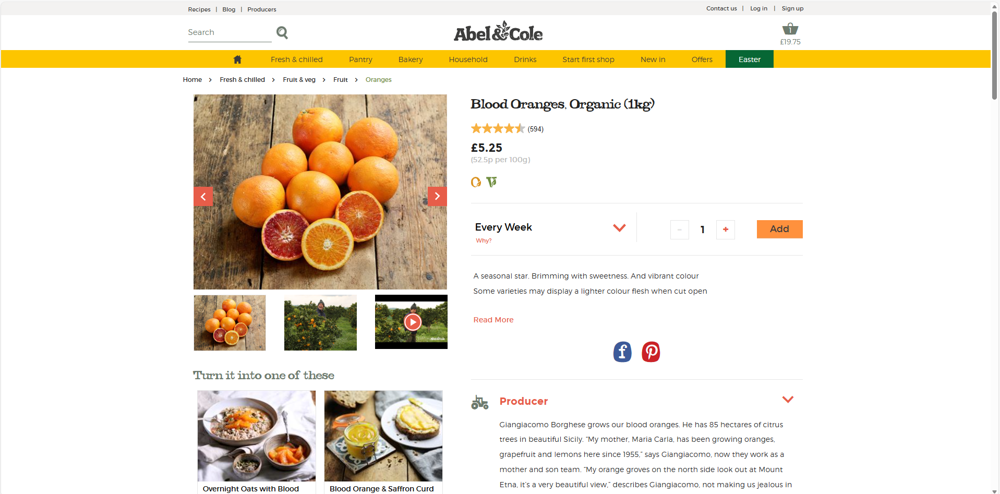 Recipes | Blog | Producers
Contact us | Log in | Sign up
Search
Abel & Cole
1
£19.75
Fresh & chilled Pantry Bakery Household Drinks Start first shop New in Offers Easter
Home > Fresh & chilled > Fruit & veg > Fruit > Oranges
Blood Oranges, Organic (1kg)
(594)
£5.25
(52.5p per 100g)
O V
Every Week
Why?
- 1 +
Add
A seasonal star. Brimming with sweetness. And vibrant colour
Some varieties may display a lighter colour flesh when cut open
Read More
Abel & Cole
Turn it into one of these
Overnight Oats with Blood
Blood Orange & Saffron Curd
Producer
Giangiacomo Borghese grows our blood oranges. He has 85 hectares of citrus
trees in beautiful Sicily. “My mother, Maria Carla, has been growing oranges,
grapefruit and lemons here since 1955,” says Giangiacomo, now they work as a
mother and son team. “My orange groves on the north side look out at Mount
Etna, it’s a very beautiful view,” describes Giangiacomo, not making us jealous in